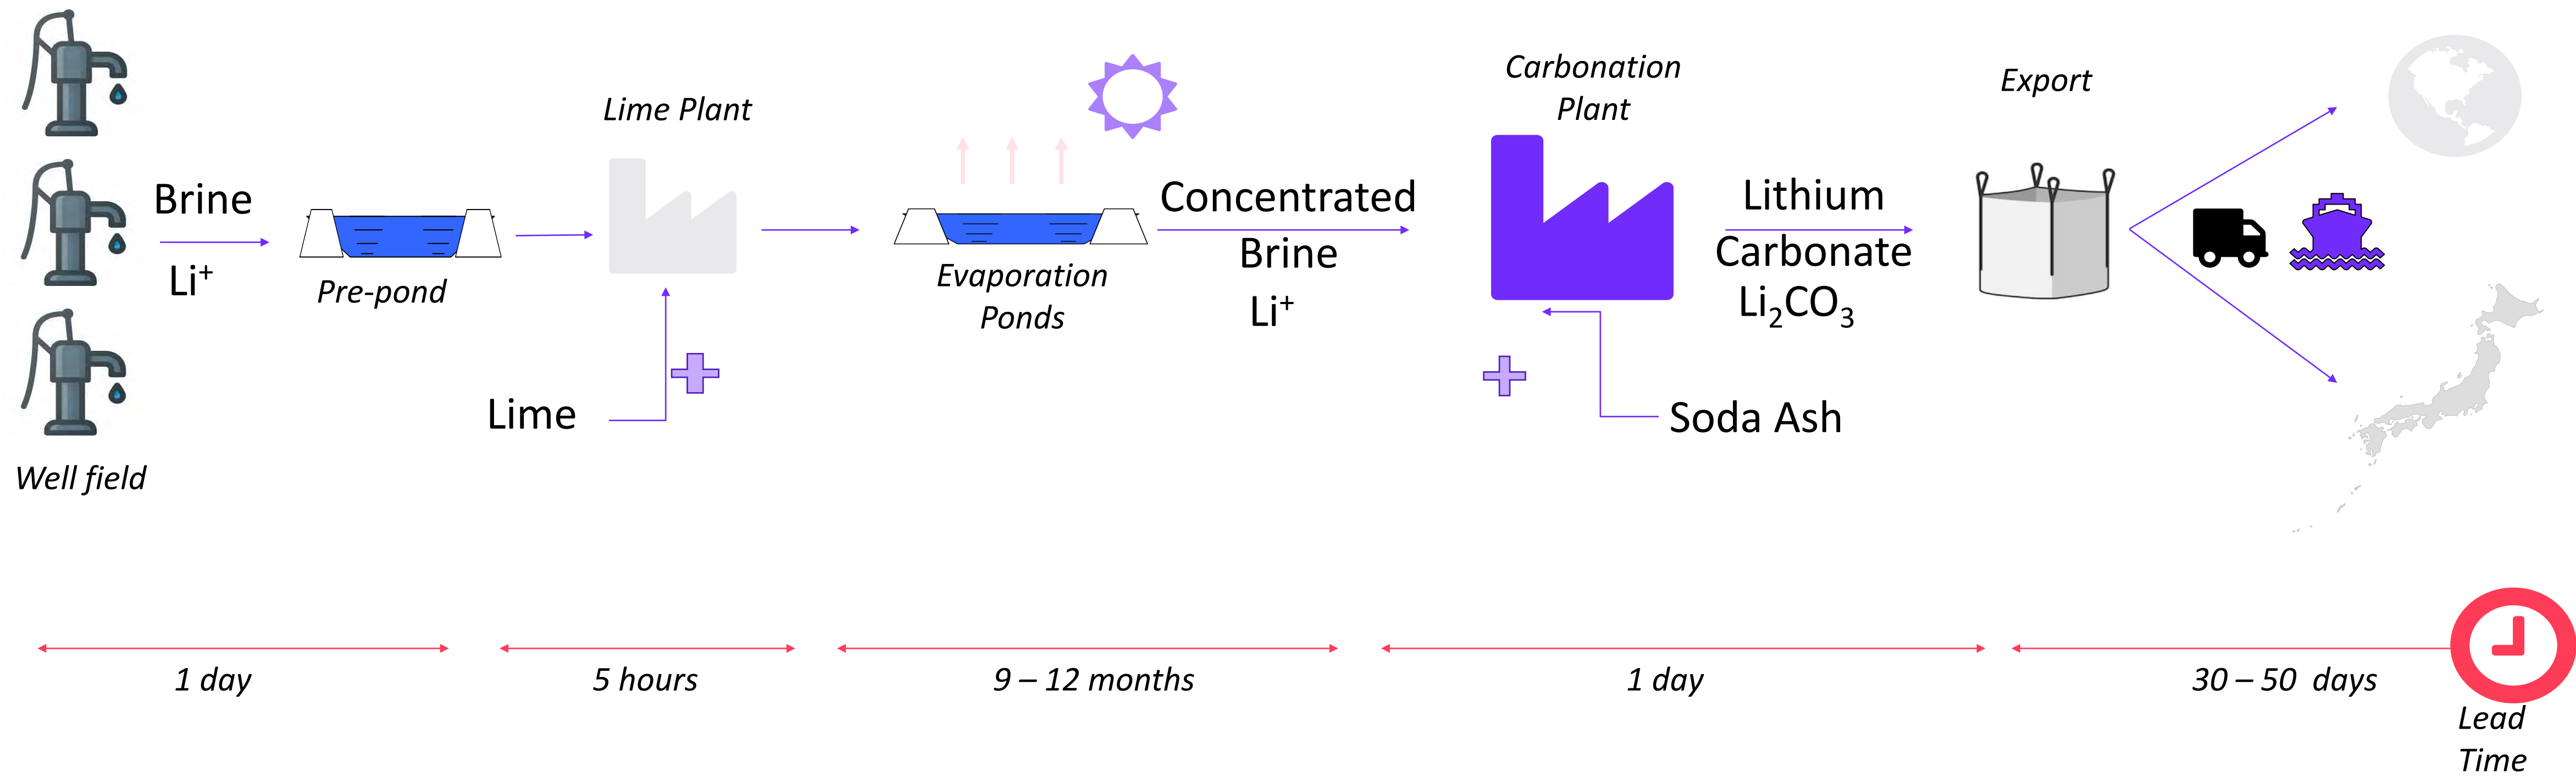 Well field
Brine
Li⁺
Pre-pond
Lime Plant
Lime
Evaporation
Ponds
Concentrated
Brine
Li⁺
Carbonation
Plant
Soda Ash
Lithium
Carbonate
Li₂CO₃
Export
1 day
5 hours
9 – 12 months
1 day
30 – 50 days
Lead
Time